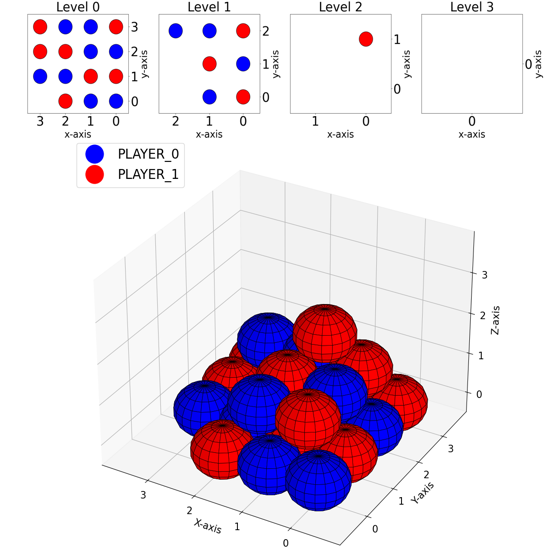 Level 0
Level 1
Level 2
Level 3
3
2
1
0
y-axis
3 2 1 0
x-axis
2
1
0
y-axis
2 1 0
x-axis
1
0
y-axis
1 0
x-axis
0
y-axis
0
x-axis
PLAYER_0
PLAYER_1
3
2
1
0
Z-axis
3
2
1
0
X-axis
3
2
1
0
Y-axis